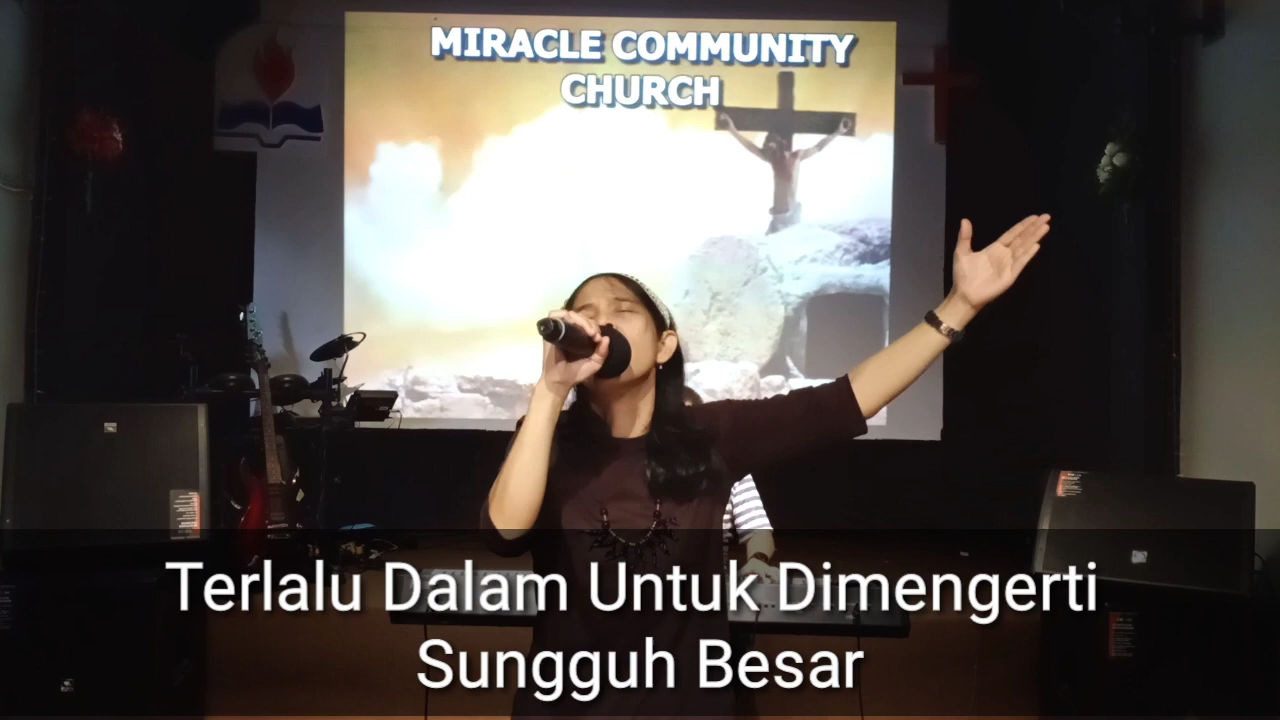 MIRACLE COMMUNITY
CHURCH
Terlalu Dalam Untuk Dimengerti
Sungguh Besar